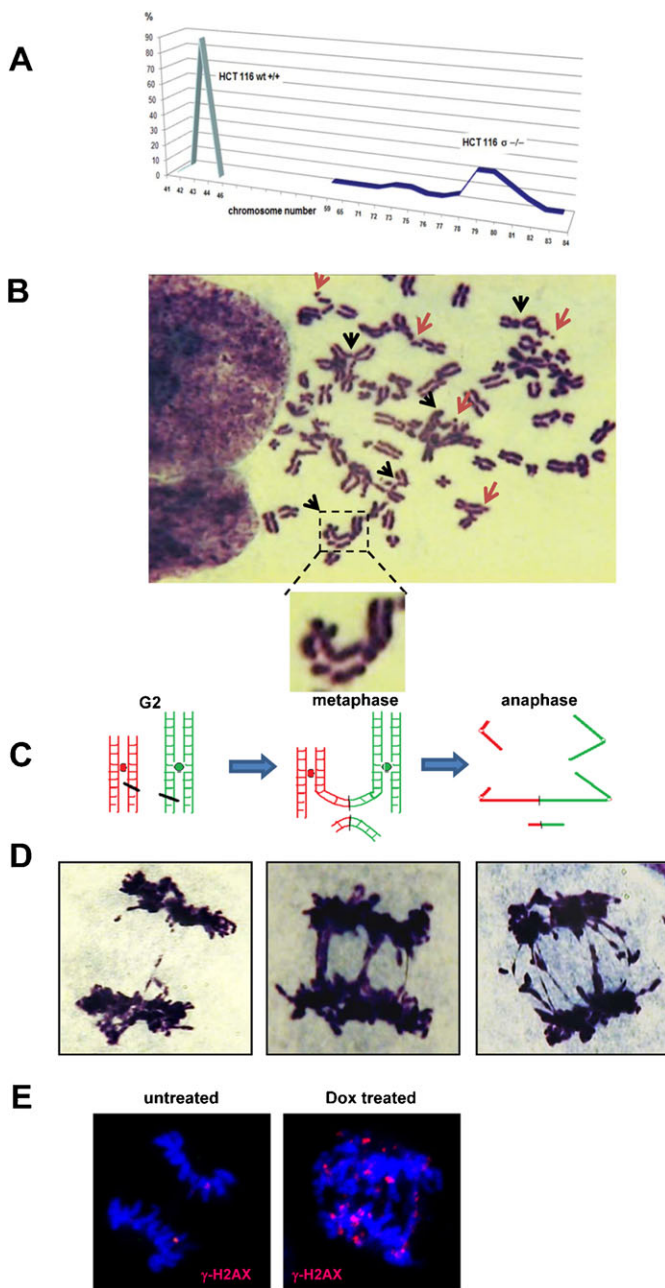 A
%
90
80
70
60
50
40
30
20
10
0
HCT 116 wt +/+
HCT 116 σ –/–
41 42 43 44 45 59 65 71 72 73 75 76 77 78 79 80 81 82 83 84
chromosome number
B
C
G2 metaphase anaphase
D
E
untreated Dox treated
γ-H2AX γ-H2AX